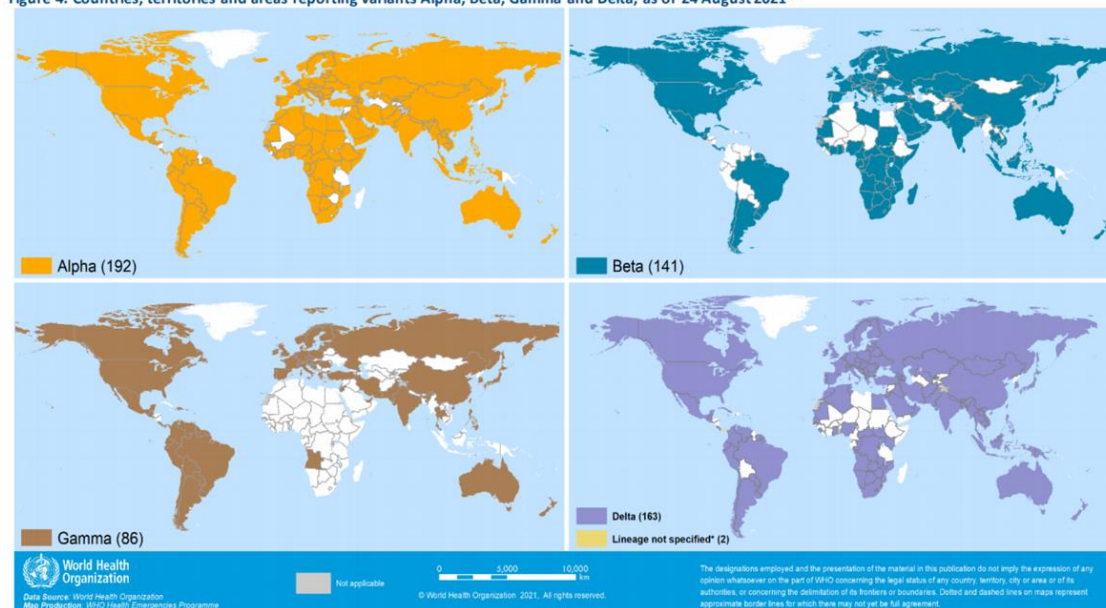 Figure 4. Countries, territories and areas reporting variants Alpha, Beta, Gamma and Delta, as of 24 August 2021
Alpha (192)
Beta (141)
Gamma (86)
Delta (163)
Lineage not specified* (2)
World Health
Organization
Data Source: World Health Organization
Map Production: WHO Health Emergencies Programme
Not applicable
0 5,000 10,000
km
© World Health Organization 2021, All rights reserved.
The designations employed and the presentation of the material in this publication do not imply the expression of any
opinion whatsoever on the part of WHO concerning the legal status of any country, territory, city or area or of its
authorities, or concerning the delimitation of its frontiers or boundaries. Dotted and dashed lines on maps represent
approximate border lines for which there may not yet be full agreement.